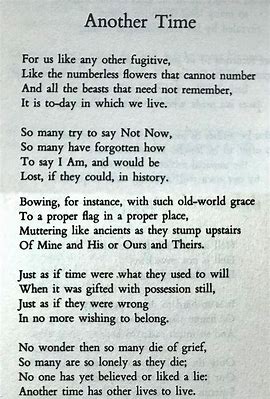 Another Time
For us like any other fugitive,
Like the numberless flowers that cannot number
And all the beasts that need not remember,
It is to-day in which we live.
So many try to say Not Now,
So many have forgotten how
To say I Am, and would be
Lost, if they could, in history.
Bowing, for instance, with such old-world grace
To a proper flag in a proper place,
Muttering like ancients as they stump upstairs
Of Mine and His or Ours and Theirs.
Just as if time were what they used to will
When it was gifted with possession still,
Just as if they were wrong
In no more wishing to belong.
No wonder then so many die of grief,
So many are so lonely as they die;
No one has yet believed or liked a lie:
Another time has other lives to live.